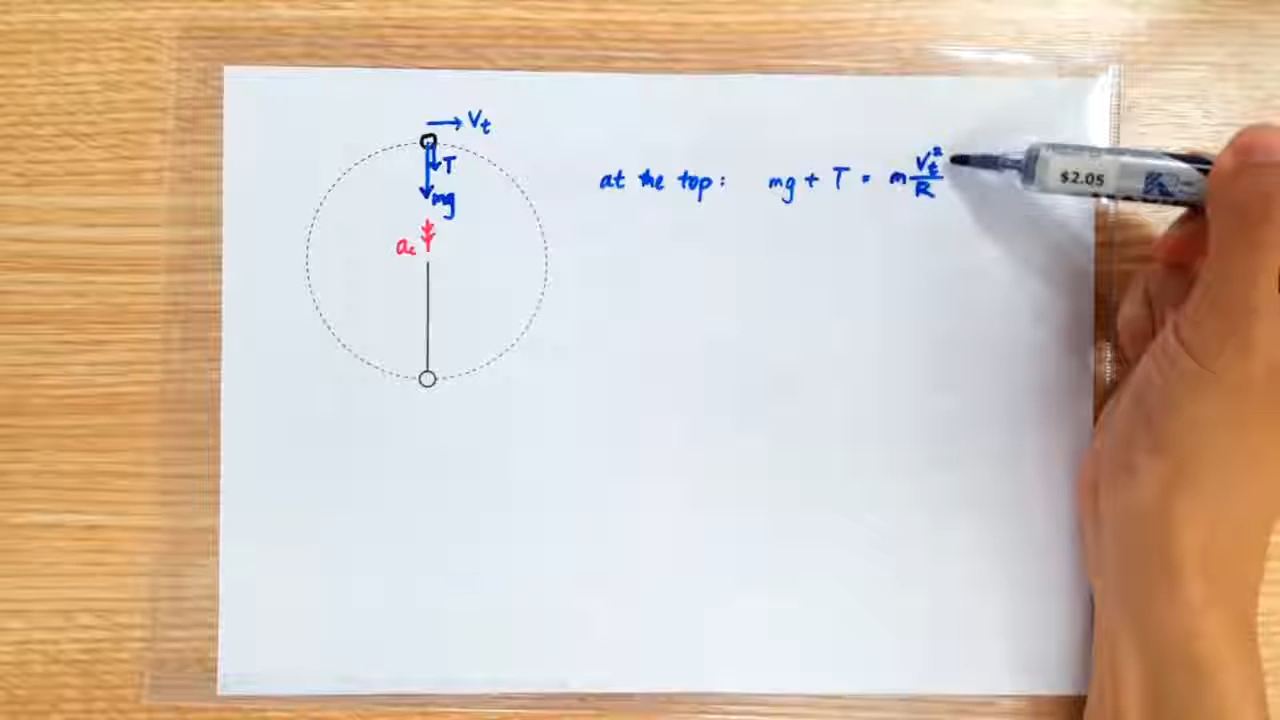 Vt
T
mg
ac
at the top: mg + T = m Vt²/R
$2.05